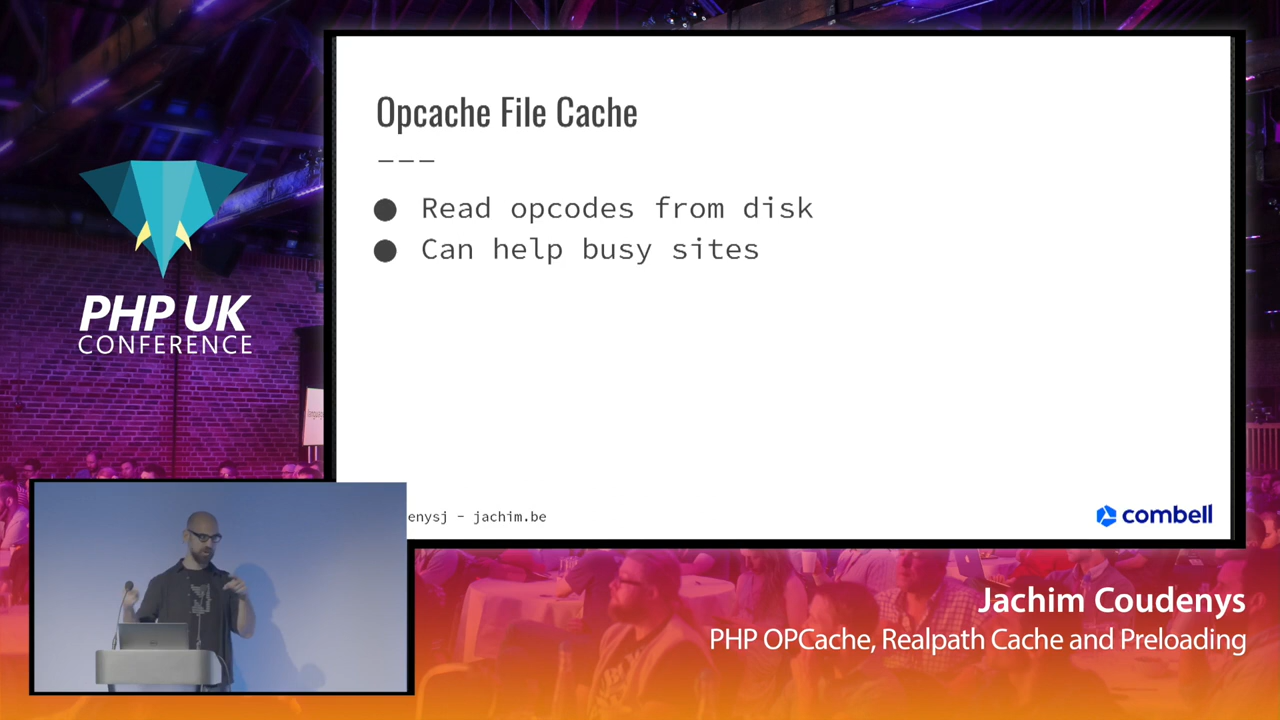 Opcache File Cache
● Read opcodes from disk
● Can help busy sites
enysj - jachim.be
combell
PHP UK
CONFERENCE
Jachim Coudenys
PHP OPCache, Realpath Cache and Preloading